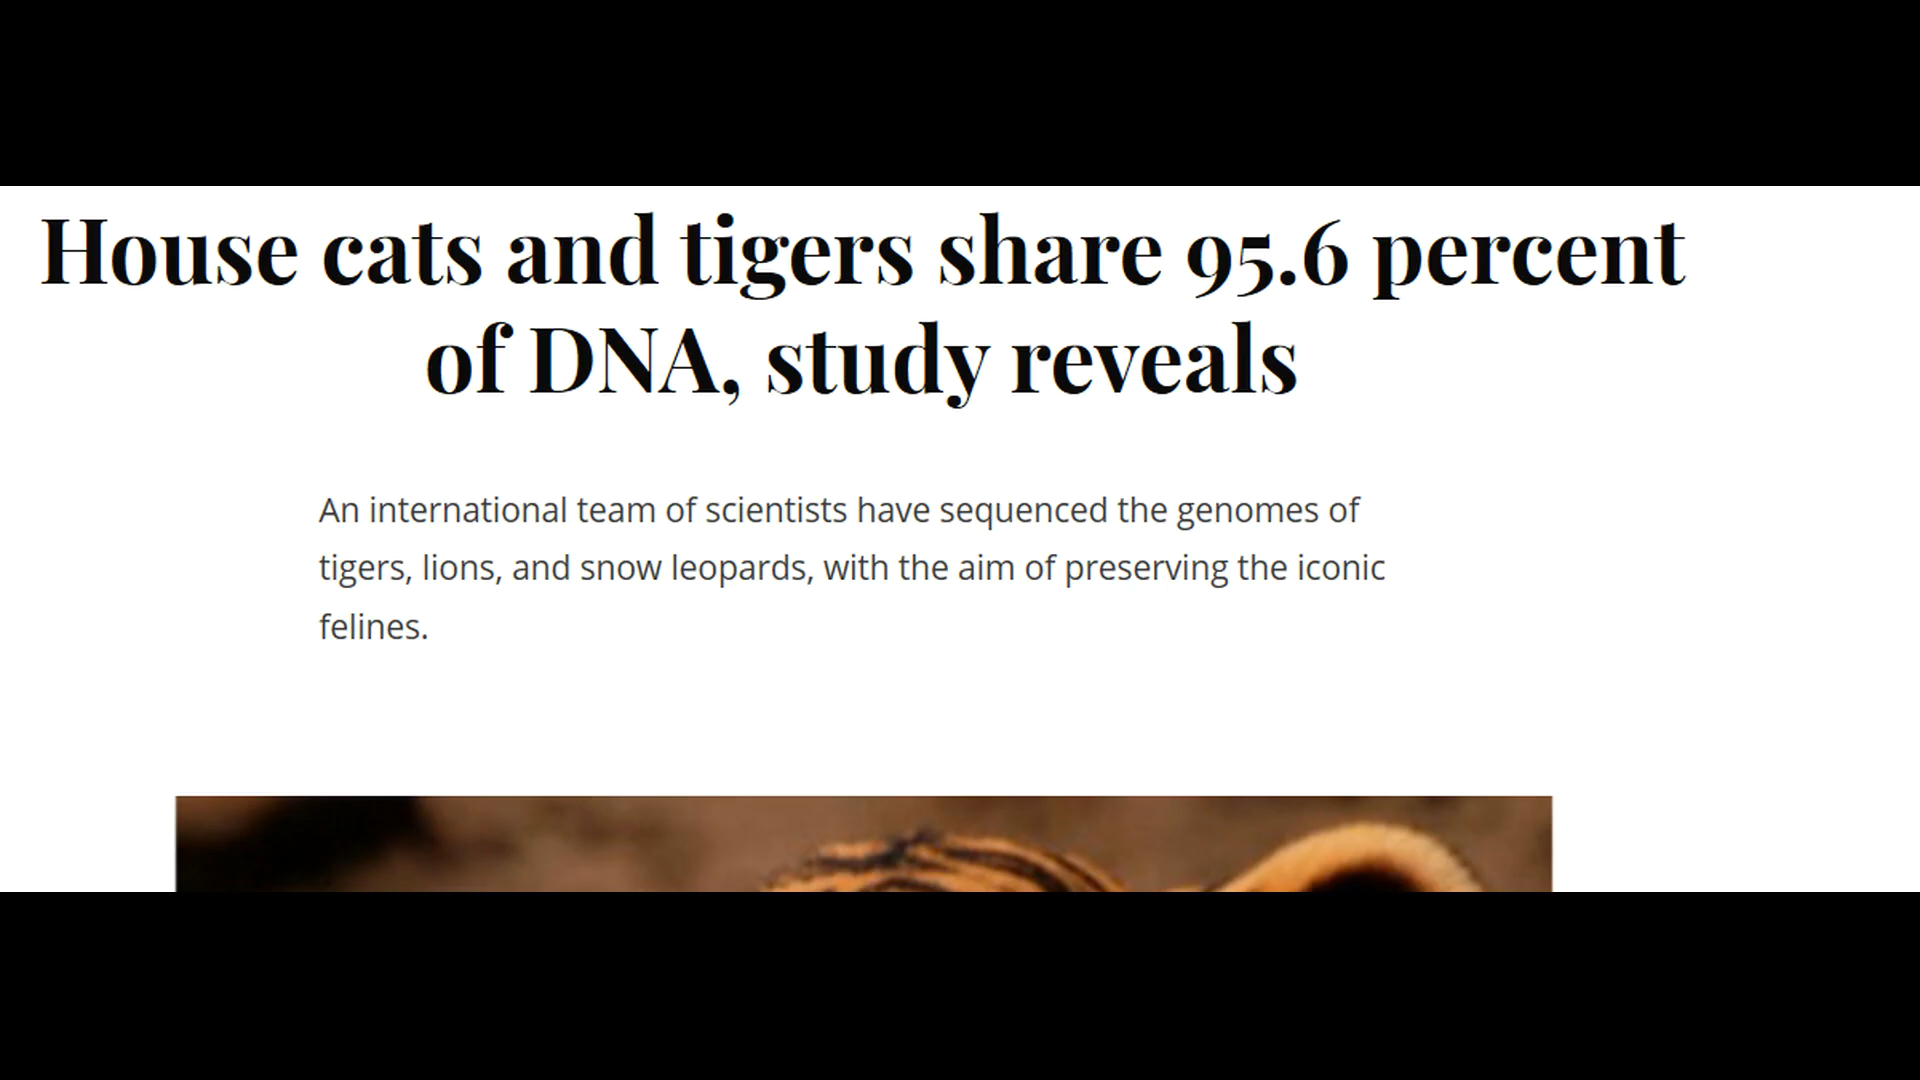 House cats and tigers share 95.6 percent
of DNA, study reveals
An international team of scientists have sequenced the genomes of
tigers, lions, and snow leopards, with the aim of preserving the iconic
felines.